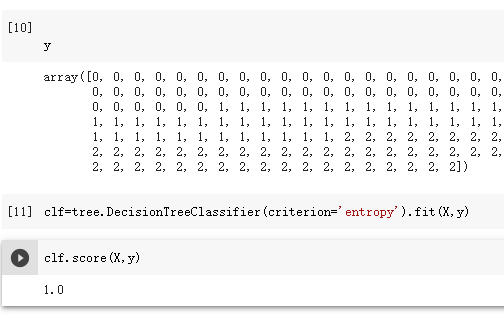 [10]
y
array([0, 0, 0, 0, 0, 0, 0, 0, 0, 0, 0, 0, 0, 0, 0, 0, 0, 0, 0, 0,
0, 0, 0, 0, 0, 0, 0, 0, 0, 0, 0, 0, 0, 0, 0, 0, 0, 0, 0, 0,
0, 0, 0, 0, 0, 0, 1, 1, 1, 1, 1, 1, 1, 1, 1, 1, 1, 1, 1, 1,
1, 1, 1, 1, 1, 1, 1, 1, 1, 1, 1, 1, 1, 1, 1, 1, 1, 1, 1, 1,
1, 1, 1, 1, 1, 1, 1, 1, 1, 1, 1, 1, 2, 2, 2, 2, 2, 2, 2, 2,
2, 2, 2, 2, 2, 2, 2, 2, 2, 2, 2, 2, 2, 2, 2, 2, 2, 2, 2, 2,
2, 2, 2, 2, 2, 2, 2, 2, 2, 2, 2, 2, 2, 2, 2, 2, 2, 2])
[11] clf=tree.DecisionTreeClassifier(criterion='entropy').fit(X,y)
clf.score(X,y)
1.0